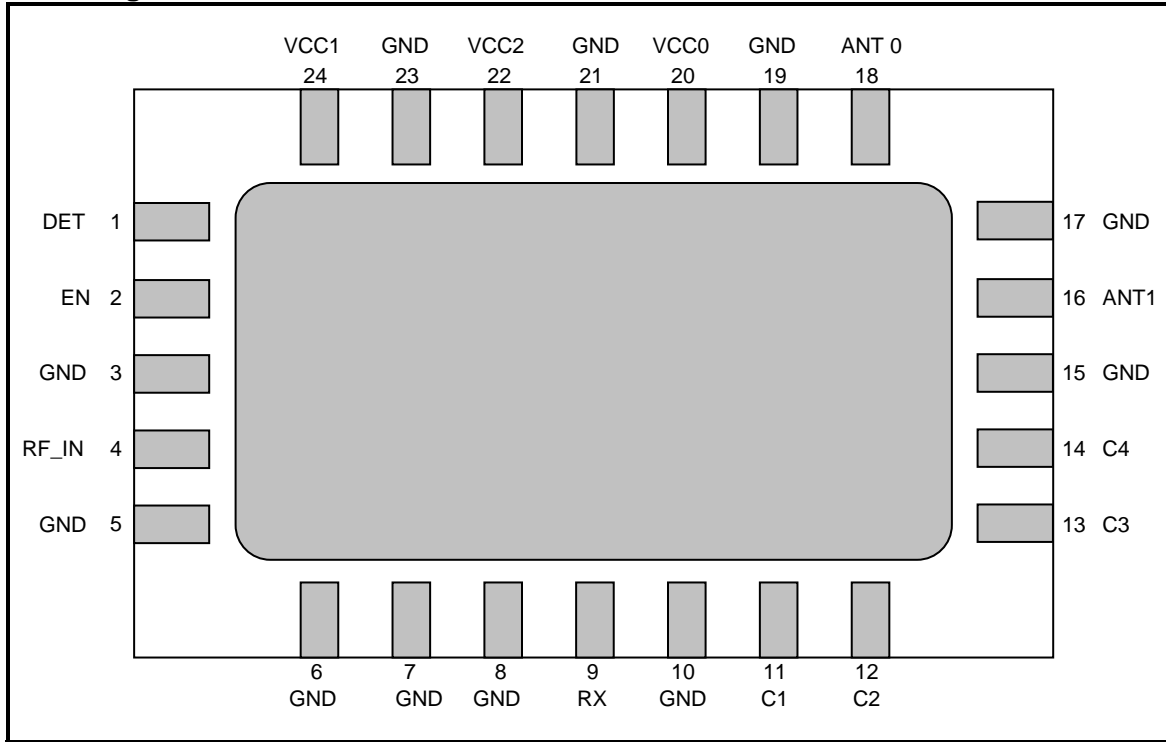 VCC1 GND VCC2 GND VCC0 GND ANT 0
24 23 22 21 20 19 18
DET 1
17 GND
EN 2
16 ANT1
GND 3
15 GND
RF_IN 4
14 C4
GND 5
13 C3
6 7 8 9 10 11 12
GND GND GND RX GND C1 C2